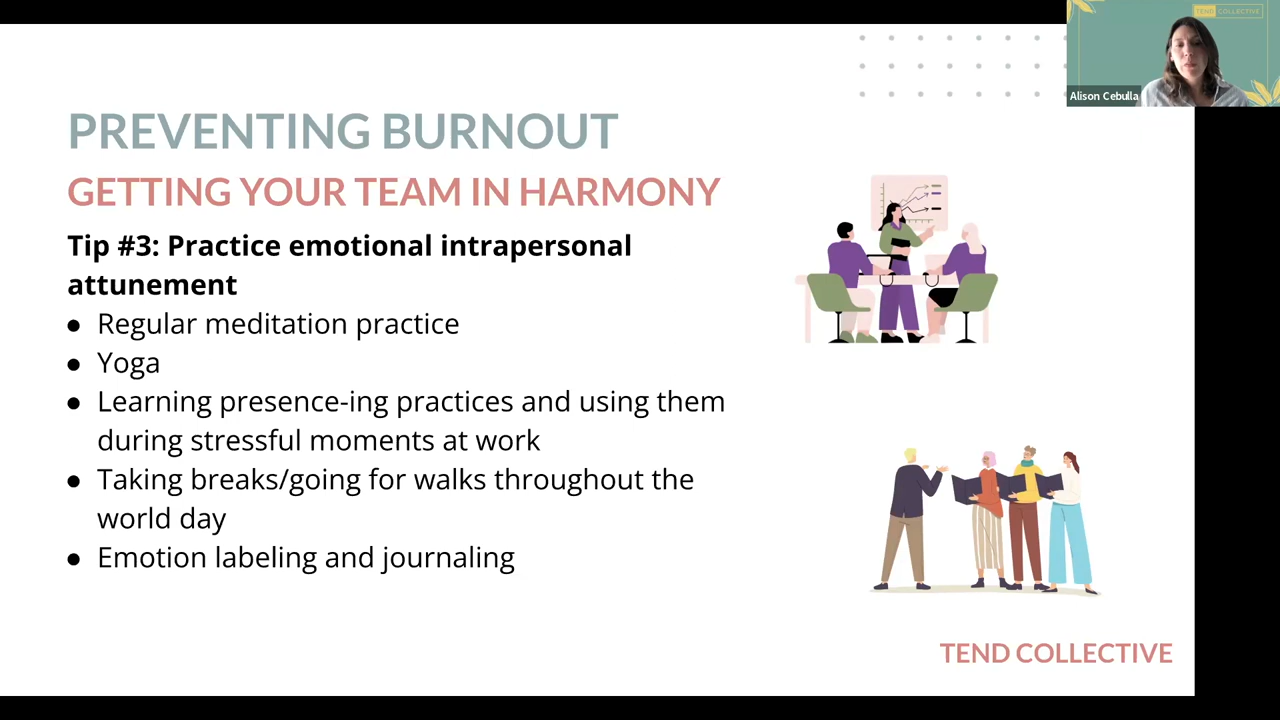 TEND COLLECTIVE
Alison Cebulla
PREVENTING BURNOUT
GETTING YOUR TEAM IN HARMONY
Tip #3: Practice emotional intrapersonal
attunement
● Regular meditation practice
● Yoga
● Learning presence-ing practices and using them
during stressful moments at work
● Taking breaks/going for walks throughout the
world day
● Emotion labeling and journaling
TEND COLLECTIVE